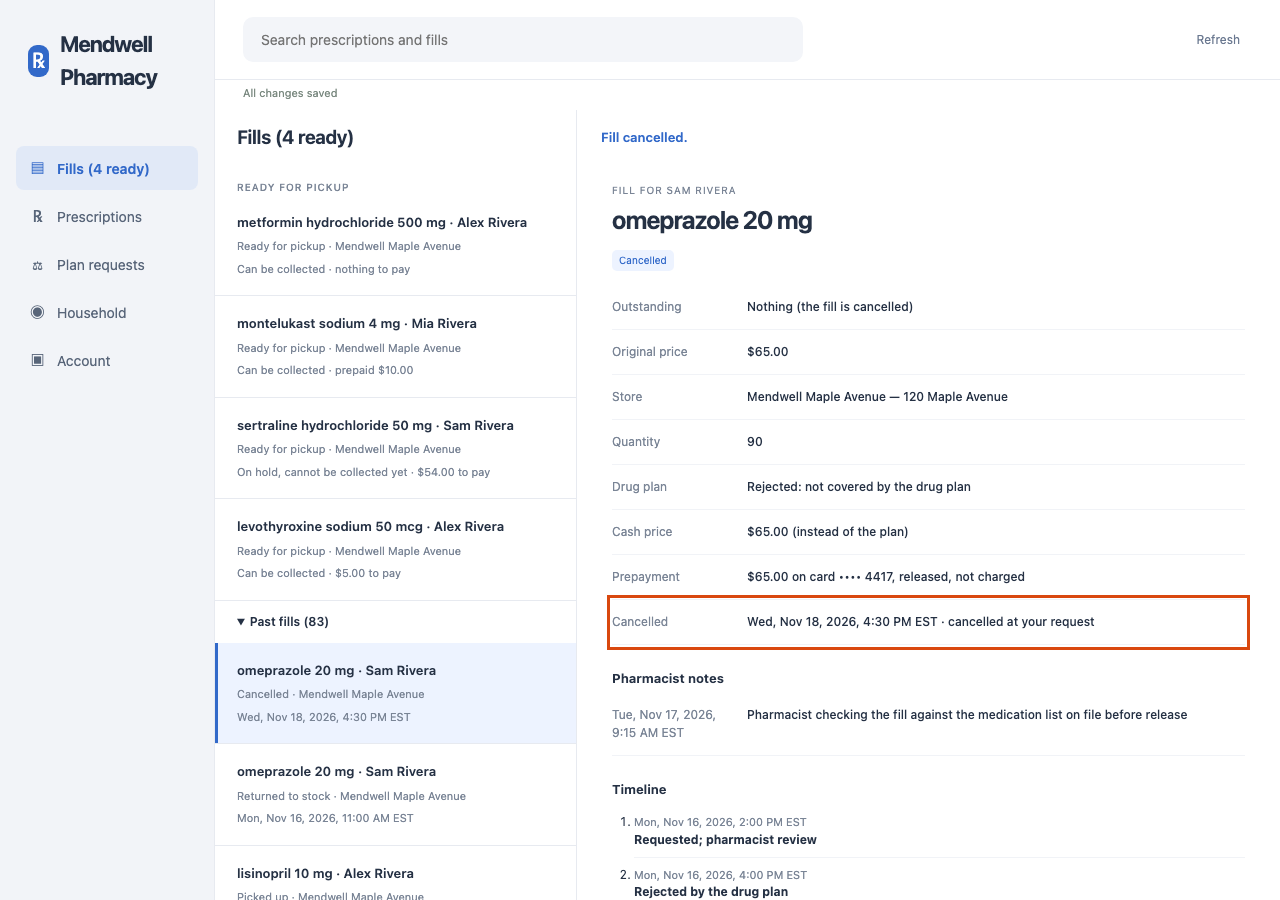 Mendwell
Pharmacy
Fills (4 ready)
Prescriptions
Plan requests
Household
Account
Search prescriptions and fills
Refresh
All changes saved
Fills (4 ready)
READY FOR PICKUP
metformin hydrochloride 500 mg · Alex Rivera
Ready for pickup · Mendwell Maple Avenue
Can be collected · nothing to pay
montelukast sodium 4 mg · Mia Rivera
Ready for pickup · Mendwell Maple Avenue
Can be collected · prepaid $10.00
sertraline hydrochloride 50 mg · Sam Rivera
Ready for pickup · Mendwell Maple Avenue
On hold, cannot be collected yet · $54.00 to pay
levothyroxine sodium 50 mcg · Alex Rivera
Ready for pickup · Mendwell Maple Avenue
Can be collected · $5.00 to pay
▼ Past fills (83)
omeprazole 20 mg · Sam Rivera
Cancelled · Mendwell Maple Avenue
Wed, Nov 18, 2026, 4:30 PM EST
omeprazole 20 mg · Sam Rivera
Returned to stock · Mendwell Maple Avenue
Mon, Nov 16, 2026, 11:00 AM EST
lisinopril 10 mg · Alex Rivera
Picked up · Mendwell Maple Avenue
Fill cancelled.
FILL FOR SAM RIVERA
omeprazole 20 mg
Cancelled
Outstanding Nothing (the fill is cancelled)
Original price $65.00
Store Mendwell Maple Avenue — 120 Maple Avenue
Quantity 90
Drug plan Rejected: not covered by the drug plan
Cash price $65.00 (instead of the plan)
Prepayment $65.00 on card •••• 4417, released, not charged
Cancelled Wed, Nov 18, 2026, 4:30 PM EST · cancelled at your request
Pharmacist notes
Tue, Nov 17, 2026, Pharmacist checking the fill against the medication list on file before release
9:15 AM EST
Timeline
1. Mon, Nov 16, 2026, 2:00 PM EST
Requested; pharmacist review
2. Mon, Nov 16, 2026, 4:00 PM EST
Rejected by the drug plan